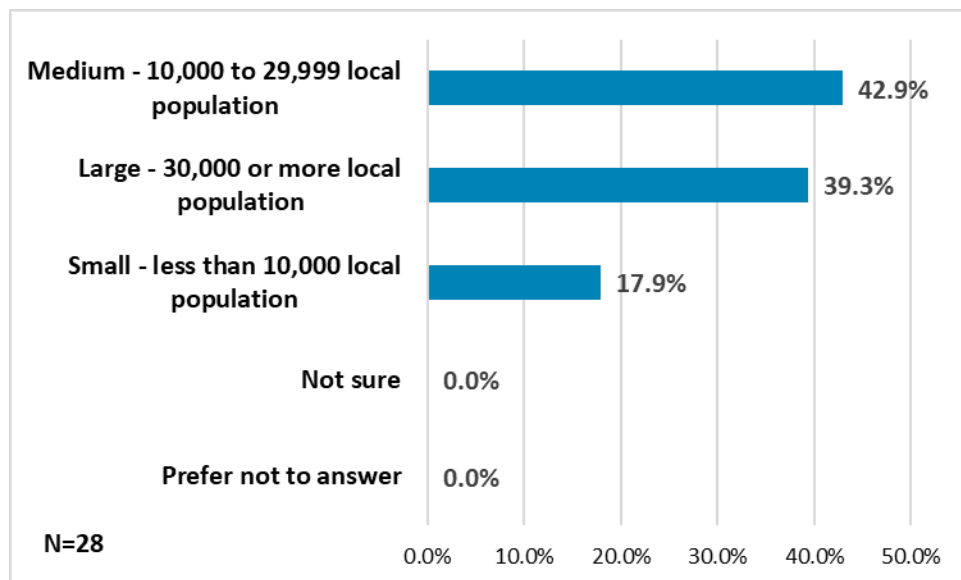 Medium - 10,000 to 29,999 local
population
42.9%
Large - 30,000 or more local
population
39.3%
Small - less than 10,000 local
population
17.9%
Not sure
0.0%
Prefer not to answer
0.0%
N=28
0.0% 10.0% 20.0% 30.0% 40.0% 50.0%